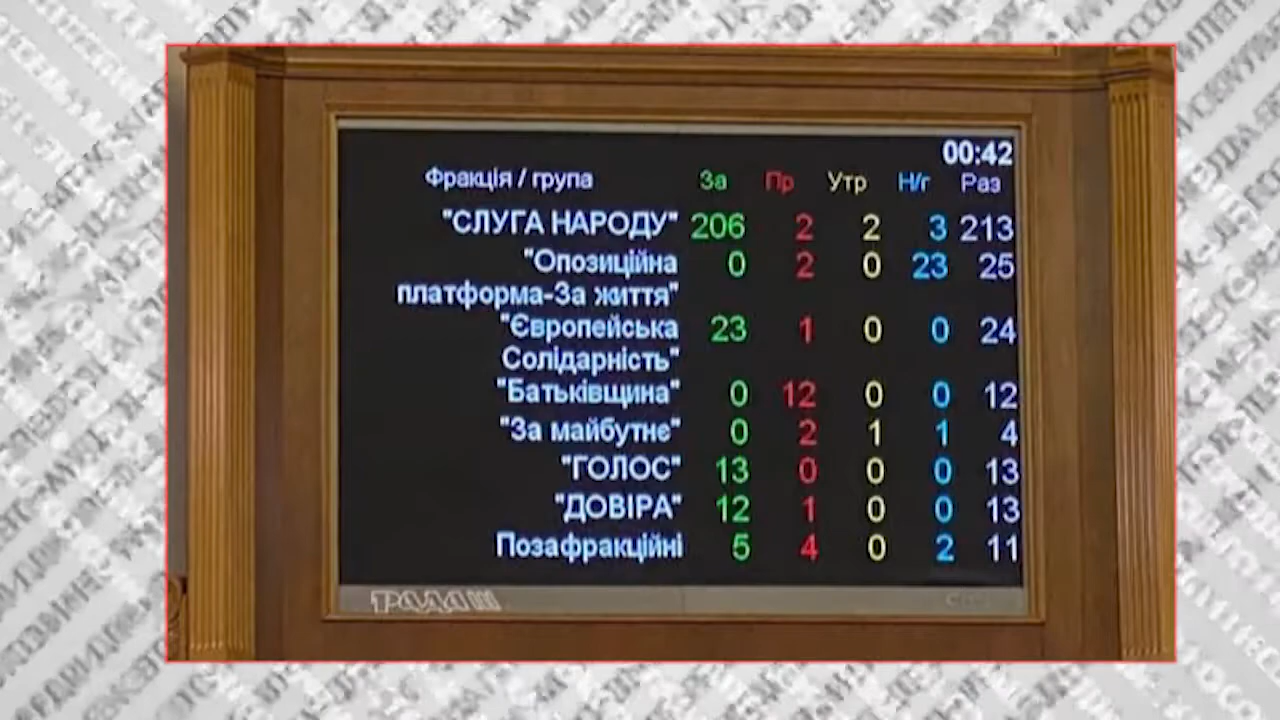 00:42
Фракція / група За Пр Утр Н/г Раз
"СЛУГА НАРОДУ" 206 2 2 3 213
"Опозиційна 0 2 0 23 25
платформа-За життя"
"Європейська 23 1 0 0 24
Солідарність"
"Батьківщина" 0 12 0 0 12
"За майбутнє" 0 2 1 1 4
"ГОЛОС" 13 0 0 0 13
"ДОВІРА" 12 1 0 0 13
Позафракційні 5 4 0 2 11
Рада III